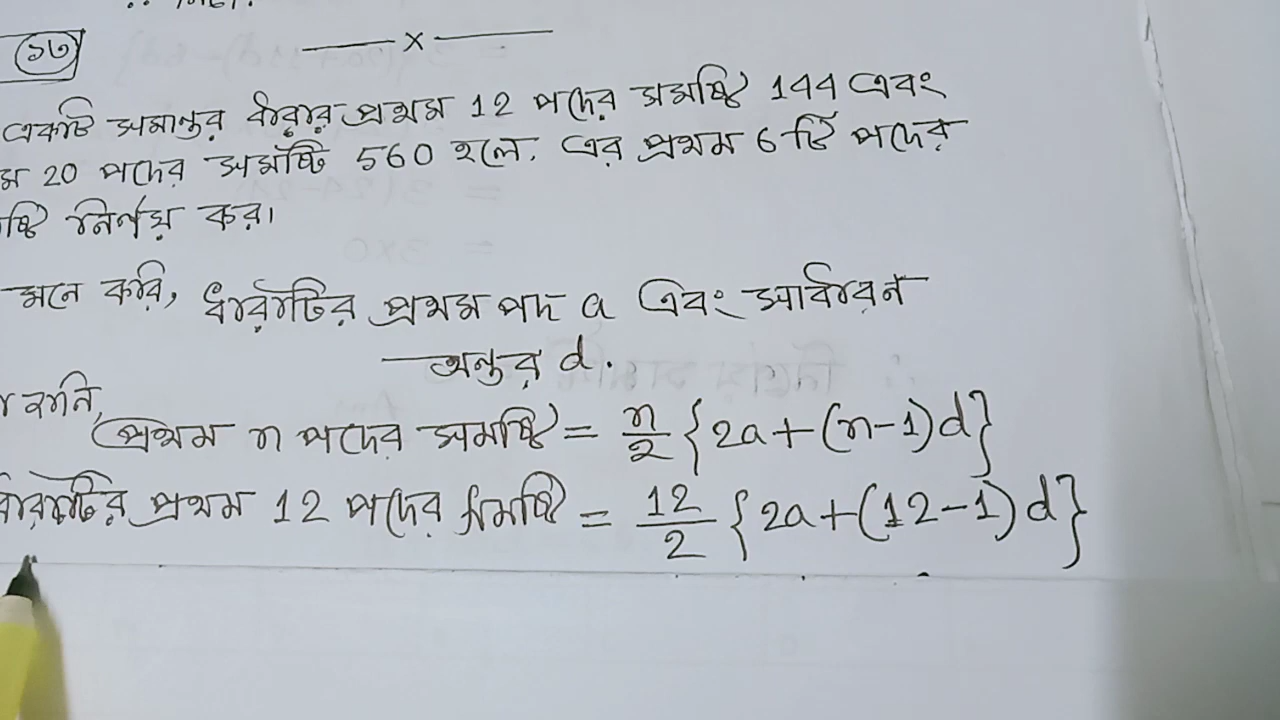 ১৩
একটি সমান্তর ধারার প্রথম 12 পদের সমষ্টি 144 এবং
ম 20 পদের সমষ্টি 560 হলে, এর প্রথম 6 টি পদের
ষ্টি নির্ণয় কর।
মনে করি, ধারাটির প্রথম পদ a এবং সাধারন
অন্তর d.
জানি,
প্রথম n পদের সমষ্টি = n/2 {2a+(n-1)d}
ধারাটির প্রথম 12 পদের সমষ্টি = 12/2 {2a+(12-1)d}